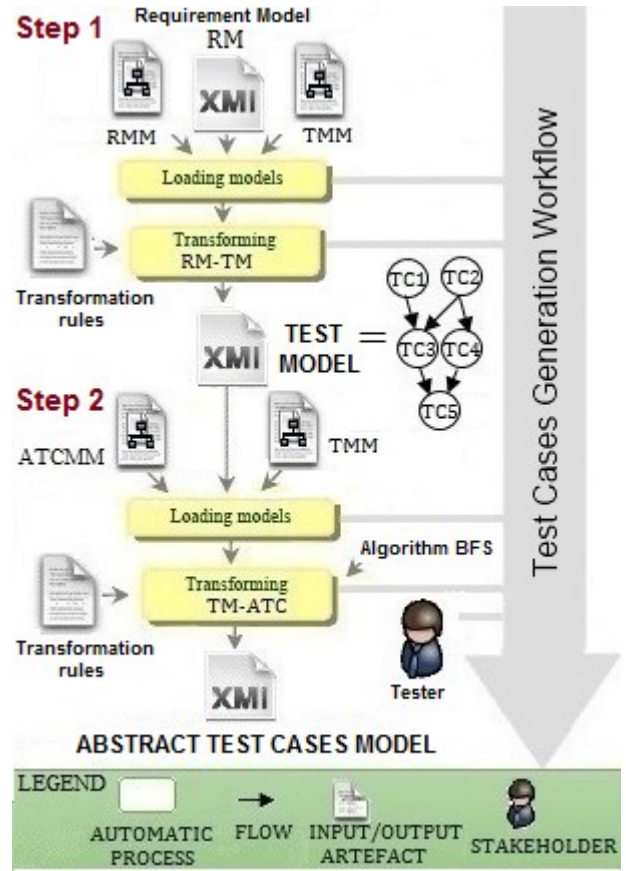 Step 1
Requirement Model
RM
XMI
RMM
TMM
Loading models
Transforming
RM-TM
Transformation
rules
XMI
TEST
MODEL
=
TC1
TC2
TC3
TC4
TC5
Step 2
ATCMM
TMM
Loading models
Algorithm BFS
Transforming
TM-ATC
Transformation
rules
XMI
Tester
ABSTRACT TEST CASES MODEL
Test Cases Generation Workflow
LEGEND
AUTOMATIC
PROCESS
FLOW
INPUT/OUTPUT
ARTEFACT
STAKEHOLDER